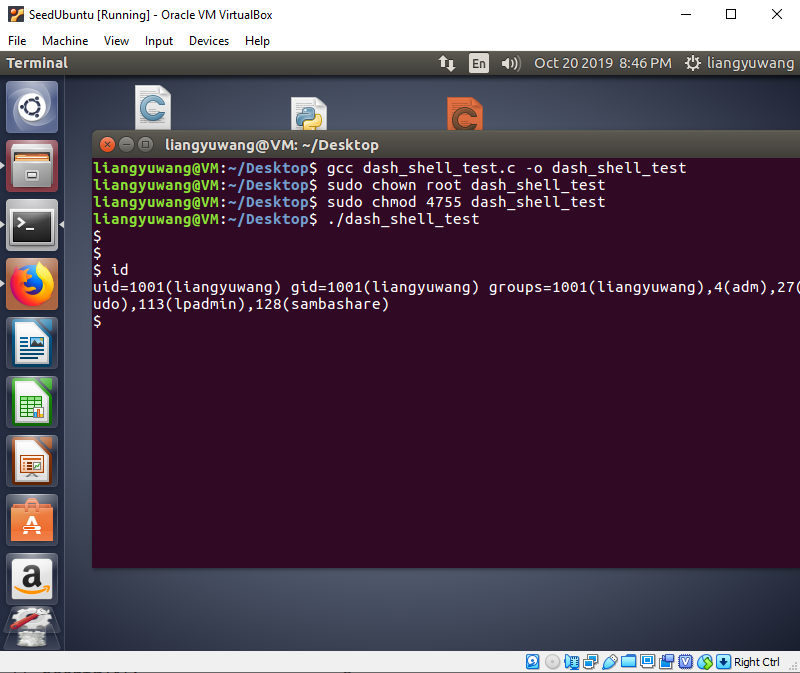 SeedUbuntu [Running] - Oracle VM VirtualBox
File Machine View Input Devices Help
Terminal En Oct 20 2019 8:46 PM liangyuwang
liangyuwang@VM: ~/Desktop
liangyuwang@VM:~/Desktop$ gcc dash_shell_test.c -o dash_shell_test
liangyuwang@VM:~/Desktop$ sudo chown root dash_shell_test
liangyuwang@VM:~/Desktop$ sudo chmod 4755 dash_shell_test
liangyuwang@VM:~/Desktop$ ./dash_shell_test
$
$
$ id
uid=1001(liangyuwang) gid=1001(liangyuwang) groups=1001(liangyuwang),4(adm),27(
udo),113(lpadmin),128(sambashare)
$
Right Ctrl